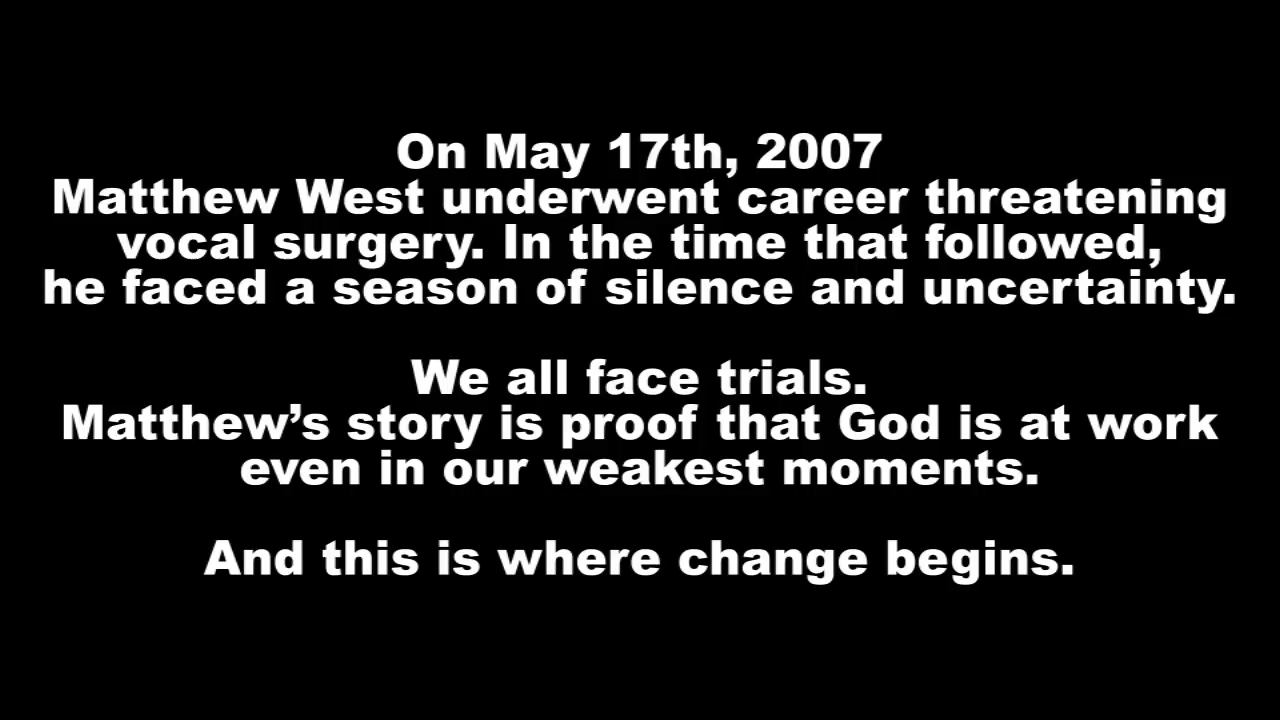 On May 17th, 2007
Matthew West underwent career threatening
vocal surgery. In the time that followed,
he faced a season of silence and uncertainty.
We all face trials.
Matthew’s story is proof that God is at work
even in our weakest moments.
And this is where change begins.